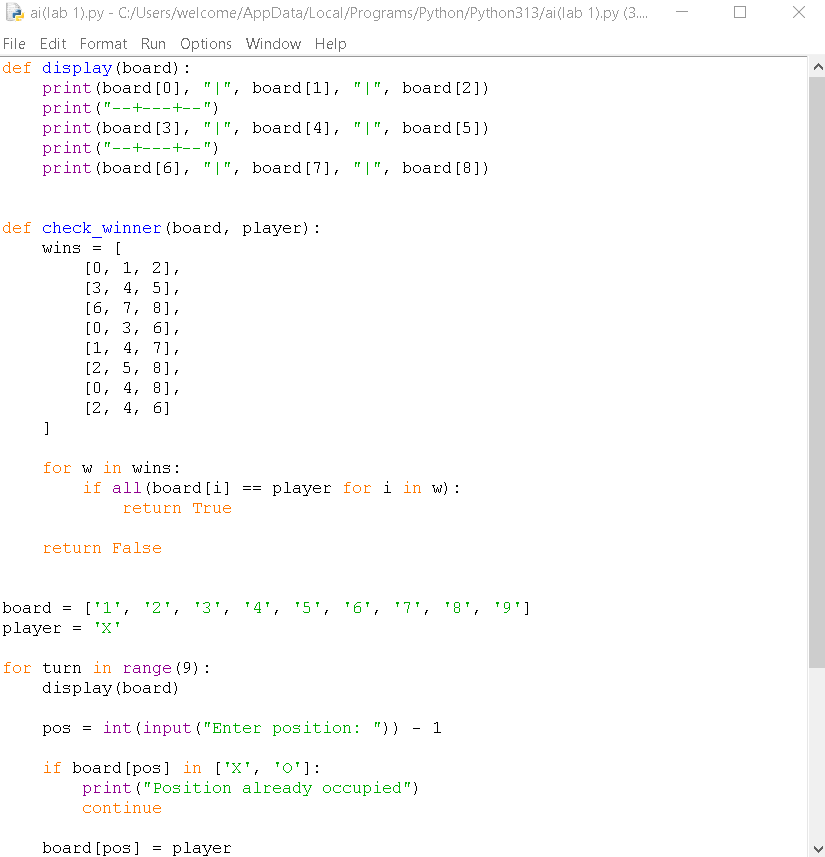 ai(lab 1).py - C:/Users/welcome/AppData/Local/Programs/Python/Python313/ai(lab 1).py (3....
File Edit Format Run Options Window Help
def display(board):
    print(board[0], "|", board[1], "|", board[2])
    print("--+---+--")
    print(board[3], "|", board[4], "|", board[5])
    print("--+---+--")
    print(board[6], "|", board[7], "|", board[8])
def check_winner(board, player):
    wins = [
        [0, 1, 2],
        [3, 4, 5],
        [6, 7, 8],
        [0, 3, 6],
        [1, 4, 7],
        [2, 5, 8],
        [0, 4, 8],
        [2, 4, 6]
    ]
    for w in wins:
        if all(board[i] == player for i in w):
            return True
    return False
board = ['1', '2', '3', '4', '5', '6', '7', '8', '9']
player = 'X'
for turn in range(9):
    display(board)
    pos = int(input("Enter position: ")) - 1
    if board[pos] in ['X', 'O']:
        print("Position already occupied")
        continue
    board[pos] = player